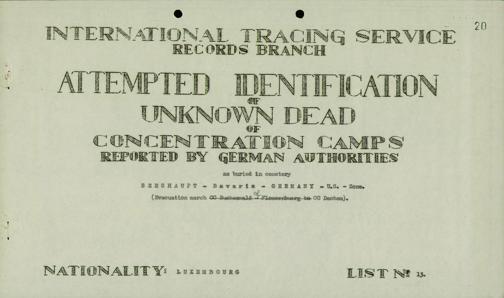 20
INTERNATIONAL TRACING SERVICE
RECORDS BRANCH
ATTEMPTED IDENTIFICATION
OF
UNKNOWN DEAD
OF
CONCENTRATION CAMPS
REPORTED BY GERMAN AUTHORITIES
as buried in cemetery
SEESHAUPT - Bavaria - GERMANY - U.S. - Zone.
(Evacuation march CC Buchenwald of Flossenburg to CC Dachau).
NATIONALITY: LUXEMBOURG LIST Nº 13.